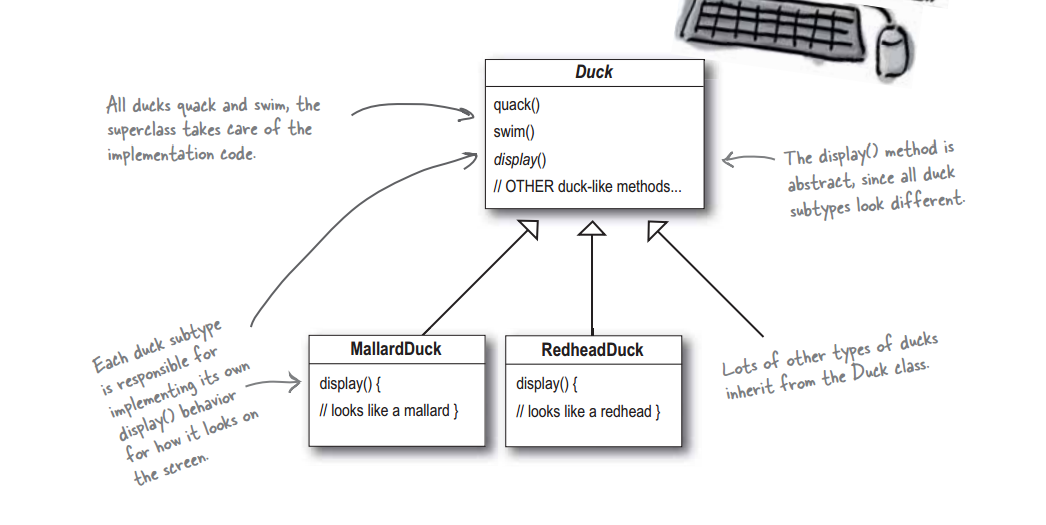 Duck
quack()
swim()
display()
// OTHER duck-like methods...
All ducks quack and swim, the
superclass takes care of the
implementation code.
The display() method is
abstract, since all duck
subtypes look different.
Each duck subtype
is responsible for
implementing its own
display() behavior
for how it looks on
the screen.
MallardDuck
display() {
// looks like a mallard }
RedheadDuck
display() {
// looks like a redhead }
Lots of other types of ducks
inherit from the Duck class.